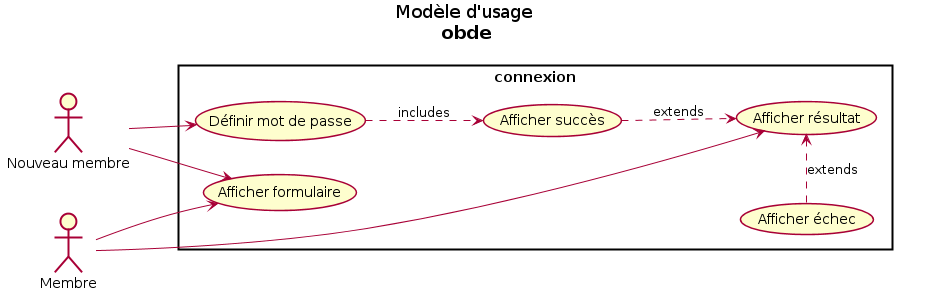 Modèle d'usage
obde
connexion
Nouveau membre
Définir mot de passe
includes
Afficher succès
extends
Afficher résultat
extends
Afficher formulaire
Afficher échec
Membre